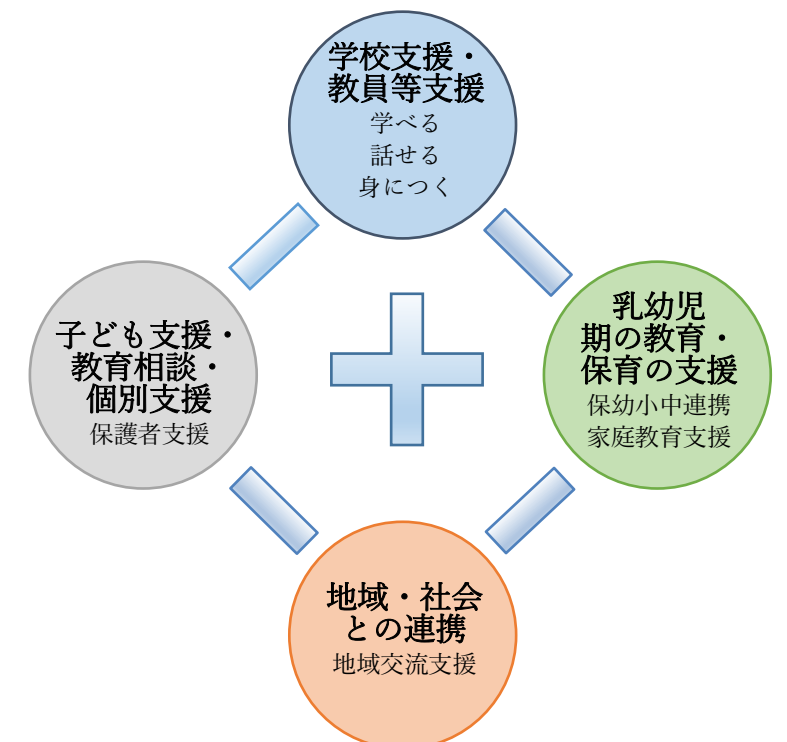 学校支援・
教員等支援
学べる
話せる
身につく
子ども支援・
教育相談・
個別支援
保護者支援
乳幼児
期の教育・
保育の支援
保幼小中連携
家庭教育支援
地域・社会
との連携
地域交流支援